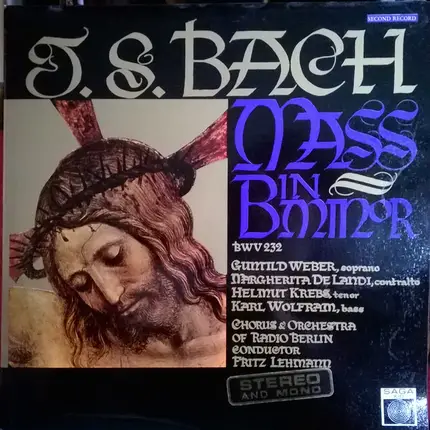 SECOND RECORD
J. S. BACH
MASS
IN
B MINOR
BWV 232
GUNTILD WEBER, soprano
MARGHERITA DE LANDI, contralto
HELMUT KREBS, tenor
KARL WOLFRAM, bass
CHORUS & ORCHESTRA
OF RADIO BERLIN
CONDUCTOR
FRITZ LEHMANN
STEREO
AND MONO
SAGA